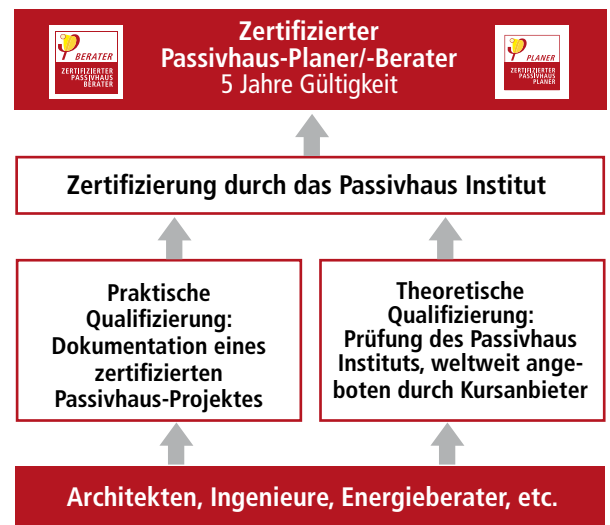 Zertifizierter
Passivhaus-Planer/-Berater
5 Jahre Gültigkeit
BERATER
ZERTIFIZIERTER
PASSIVHAUS
BERATER
PLANER
ZERTIFIZIERTER
PASSIVHAUS
PLANER
Zertifizierung durch das Passivhaus Institut
Praktische
Qualifizierung:
Dokumentation eines
zertifizierten
Passivhaus-Projektes
Theoretische
Qualifizierung:
Prüfung des Passivhaus
Instituts, weltweit ange-
boten durch Kursanbieter
Architekten, Ingenieure, Energieberater, etc.